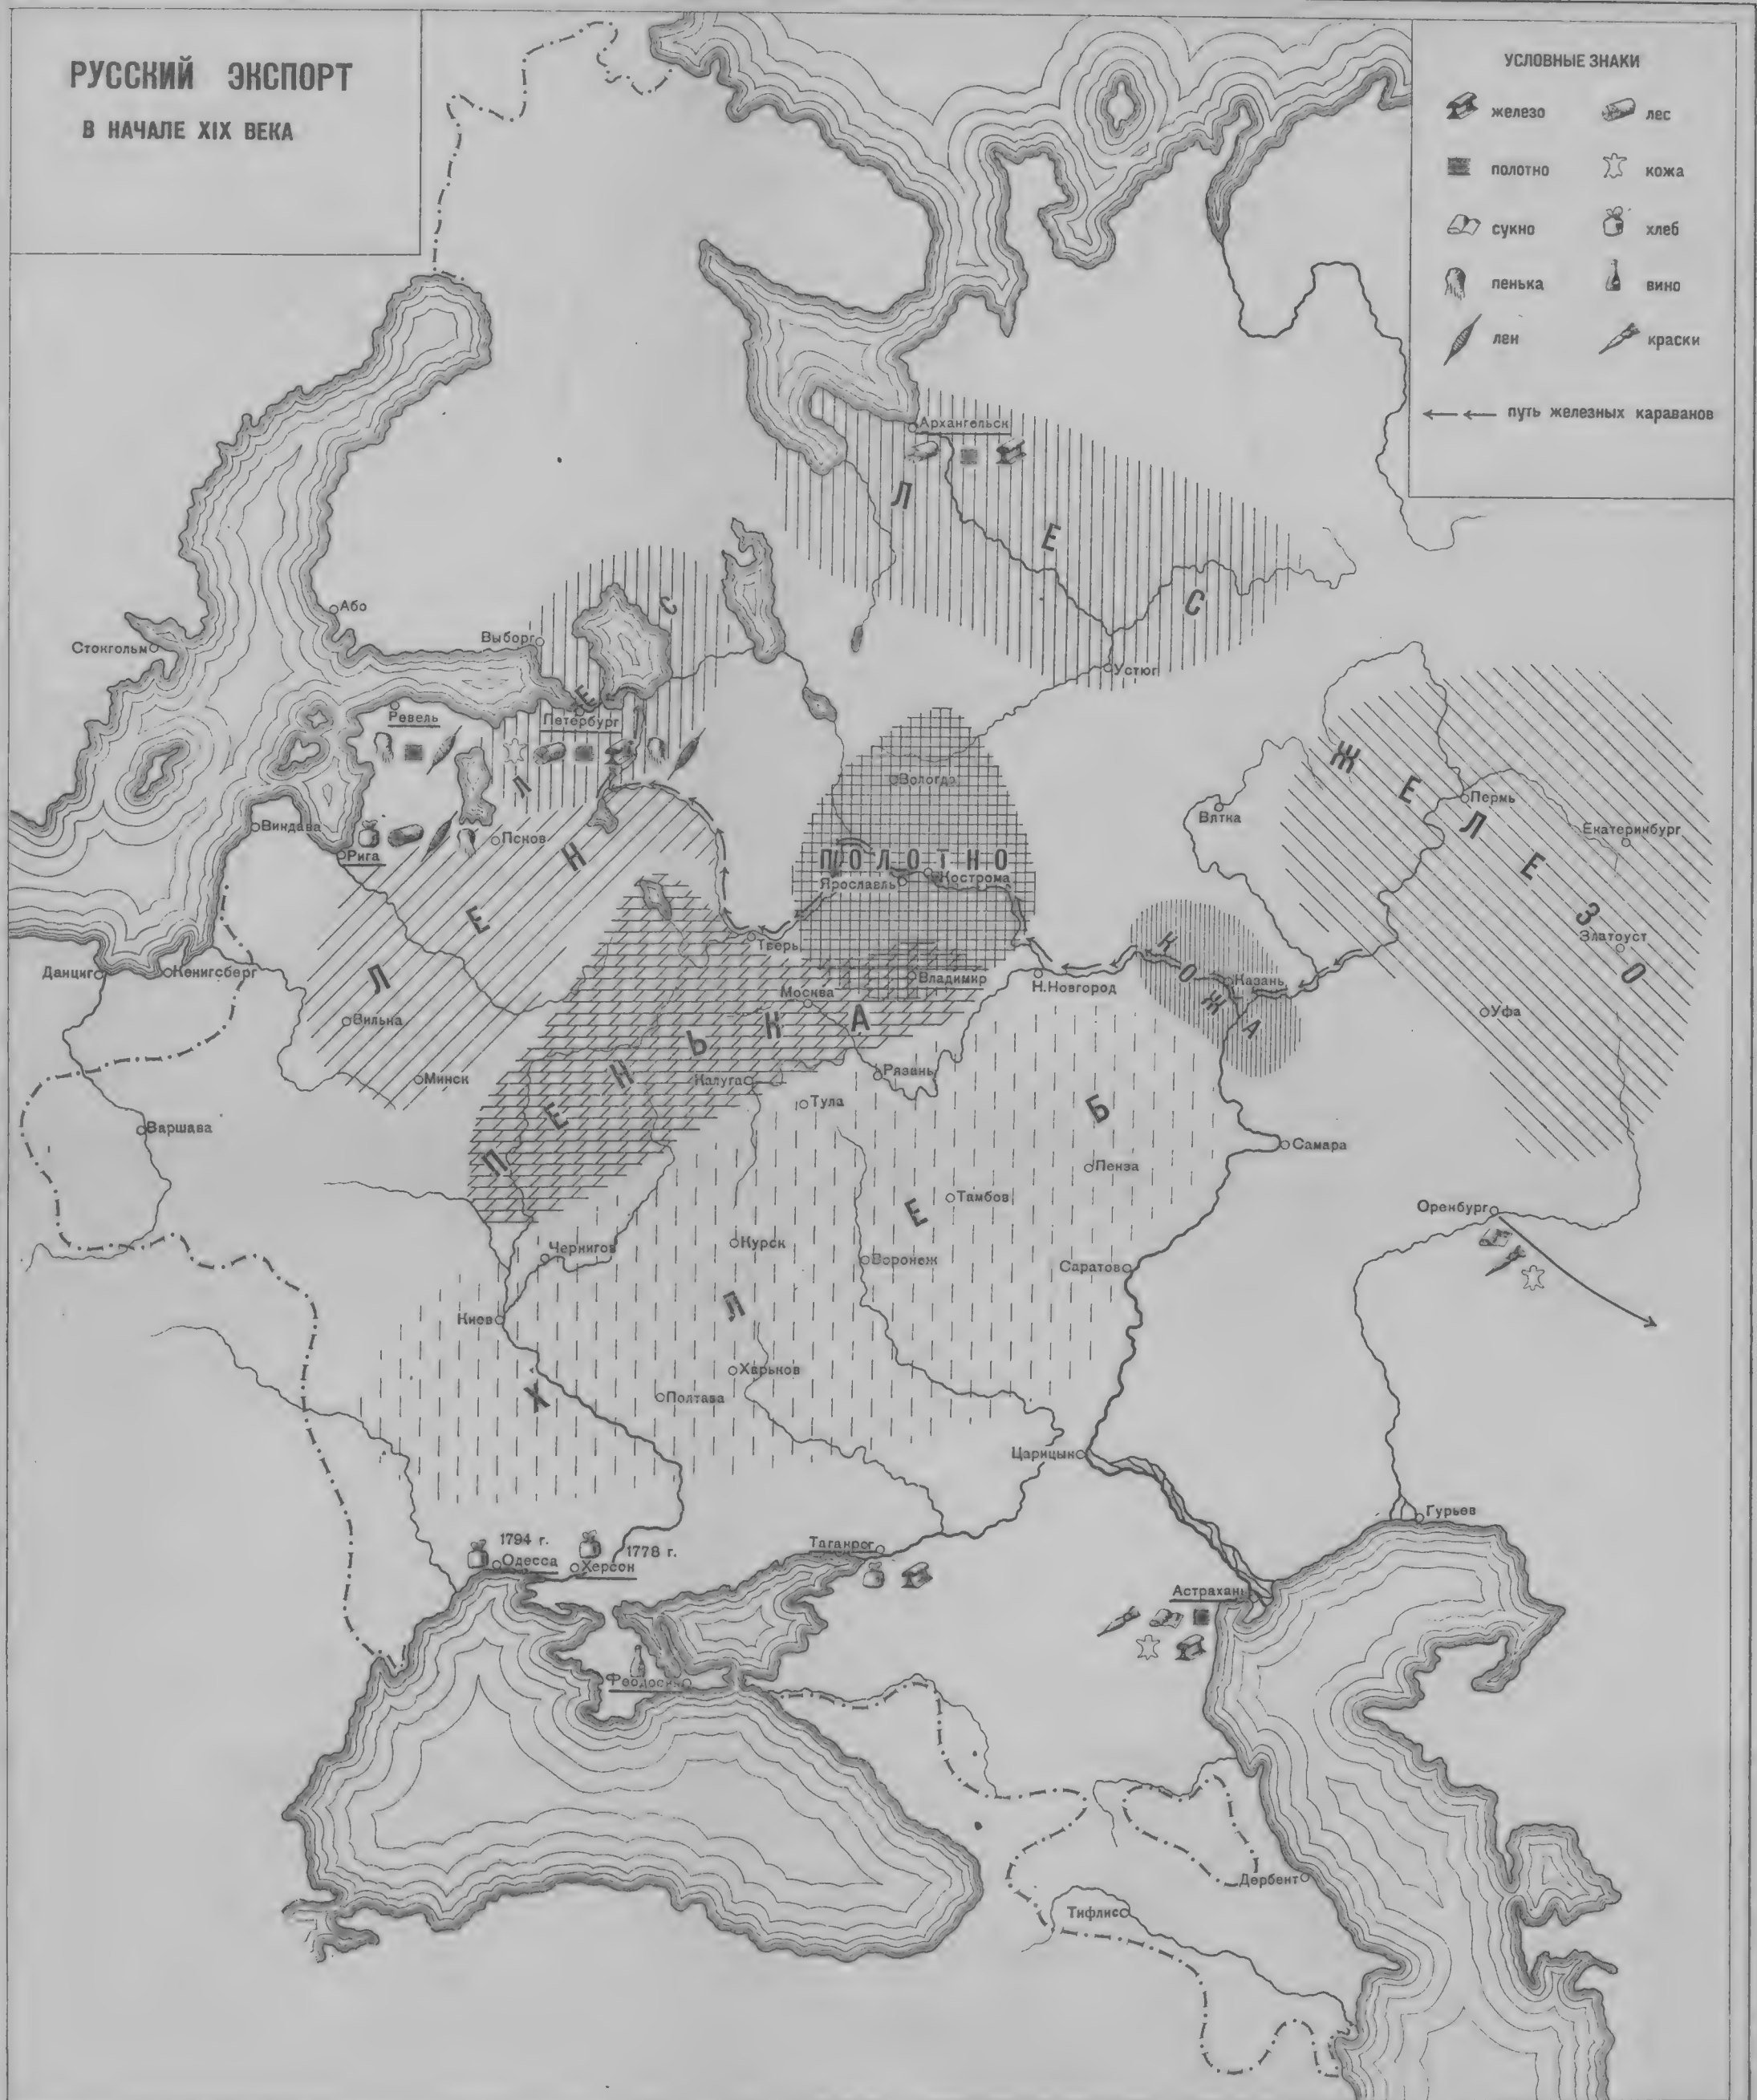 РУССКИЙ ЭКСПОРТ
В НАЧАЛЕ XIX ВЕКА
УСЛОВНЫЕ ЗНАКИ
железо
лес
полотно
кожа
сукно
хлеб
пенька
вино
лен
краски
путь железных караванов
Архангельск
ЛЕС
Або
Стокгольм
Выборг
Устюг
ЛЕС
Ревель
Петербург
Вологда
ЖЕЛЕЗО
Пермь
Вятка
Екатеринбург
Виндава
Псков
Рига
ПОЛОТНО
Ярославль
Кострома
ЛЕН
Тверь
Златоуст
КОЖА
Данциг
Кенигсберг
Владимир
Н.Новгород
Казань
Москва
Вильна
Уфа
ПЕНЬКА
Минск
Калуга
Рязань
Тула
Варшава
Самара
Пенза
Тамбов
Оренбург
ХЛЕБ
Чернигов
Курск
Воронеж
Саратов
Киев
Харьков
Полтава
Царицын
Гурьев
1794 г.
Одесса
1778 г.
Херсон
Таганрог
Астрахань
Феодосия
Дербент
Тифлис